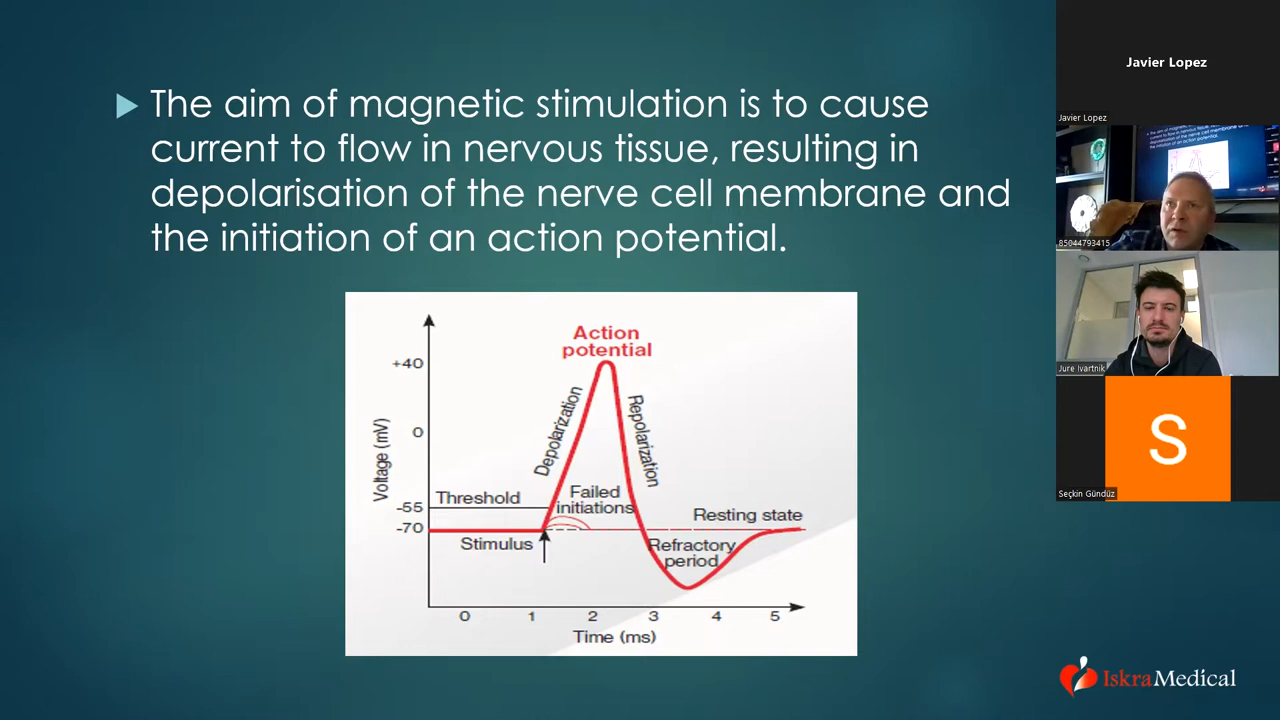 The aim of magnetic stimulation is to cause
current to flow in nervous tissue, resulting in
depolarisation of the nerve cell membrane and
the initiation of an action potential.
Action
potential
+40
0
-55
-70
Voltage (mV)
Depolarization
Repolarization
Threshold
Failed
initiations
Stimulus
Resting state
Refractory
period
0 1 2 3 4 5
Time (ms)
IskraMedical
Javier Lopez
Javier Lopez
85044793415
Jure Ivartnik
S
Seçkin Gündüz